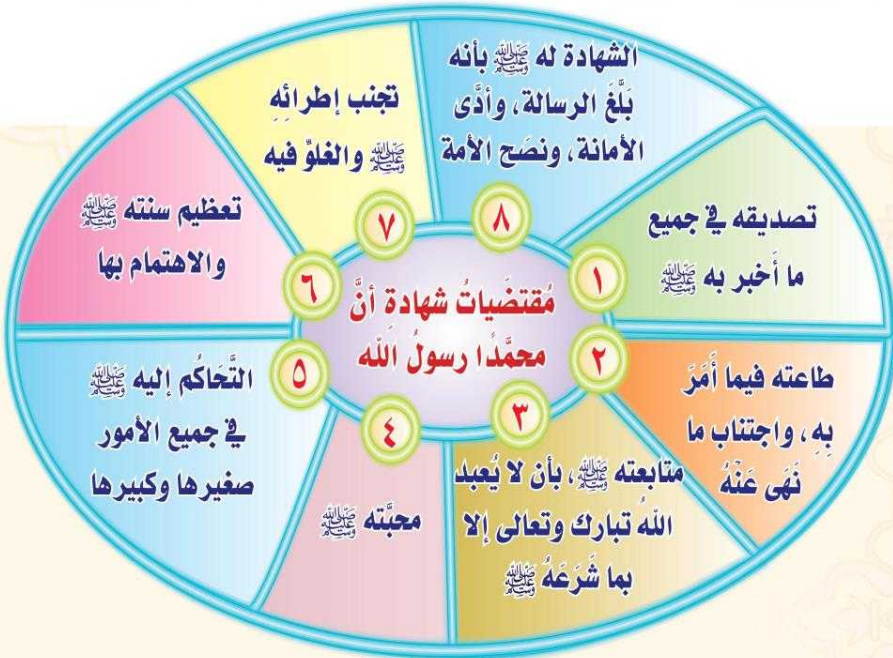 مُقتضَياتُ شهادةِ أنَّ
محمَّدًا رسولُ الله
١
تصديقه في جميع
ما أَخبر به ﷺ
٢
طاعته فيما أَمَرَ
بِهِ، واجتناب ما
نَهَى عَنْهُ
٣
متابعته ﷺ، بأن لا يُعبد
اللهُ تبارك وتعالى إلا
بما شَرَعَهُ ﷺ
٤
محبَّته ﷺ
٥
التَّحَاكُم إليه ﷺ
في جميع الأمور
صغيرها وكبيرها
٦
تعظيم سنته ﷺ
والاهتمام بها
٧
تجنب إطرائِهِ
ﷺ والغلوِّ فيه
٨
الشهادة له ﷺ بأنه
بَلَّغَ الرسالة، وأدَّى
الأمانة، ونصَح الأمة